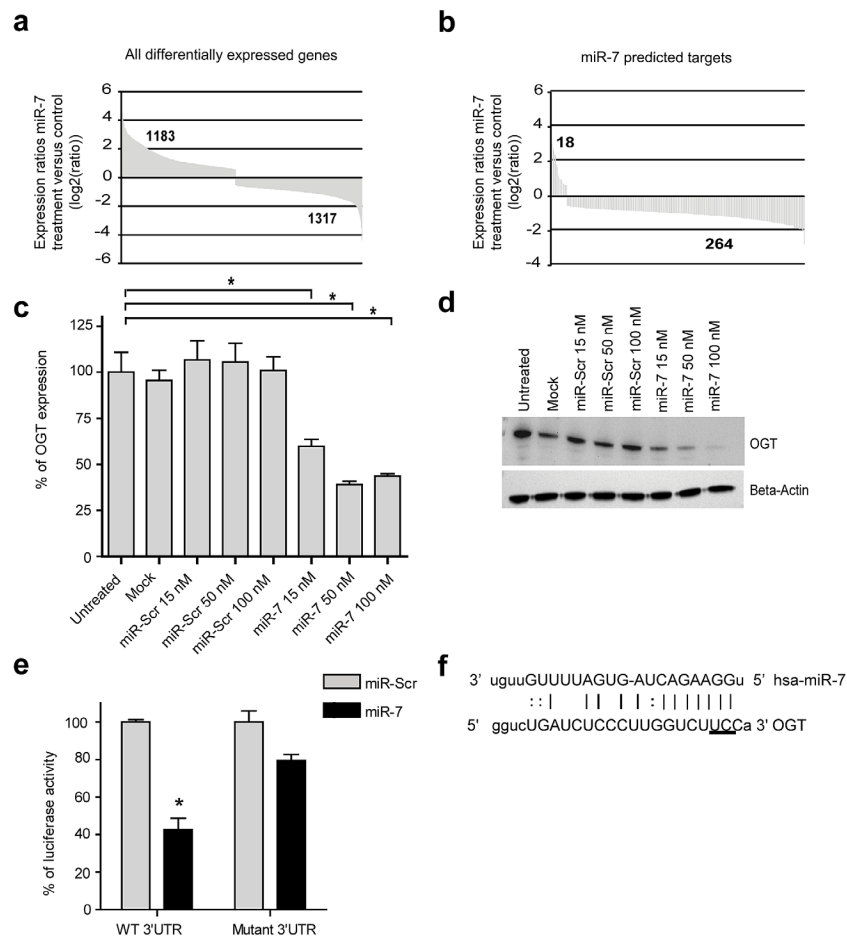 a
All differentially expressed genes
Expression ratios miR-7
treatment versus control
(log2(ratio))
6
4
2
0
-2
-4
-6
1183
1317
b
miR-7 predicted targets
Expression ratios miR-7
treatment versus control
(log2(ratio))
6
4
2
0
-2
-4
18
264
c
% of OGT expression
125
100
75
50
25
0
*
*
*
Untreated
Mock
miR-Scr 15 nM
miR-Scr 50 nM
miR-Scr 100 nM
miR-7 15 nM
miR-7 50 nM
miR-7 100 nM
d
Untreated
Mock
miR-Scr 15 nM
miR-Scr 50 nM
miR-Scr 100 nM
miR-7 15 nM
miR-7 50 nM
miR-7 100 nM
OGT
Beta-Actin
e
miR-Scr
miR-7
% of luciferase activity
100
80
60
40
20
0
*
WT 3'UTR
Mutant 3'UTR
f
3' uguuGUUUUAGUG-AUCAGAAGGu 5' hsa-miR-7
: : | | | | | : | | | | | | |
5' ggucUGAUCUCCCUUGGUCUUCCa 3' OGT